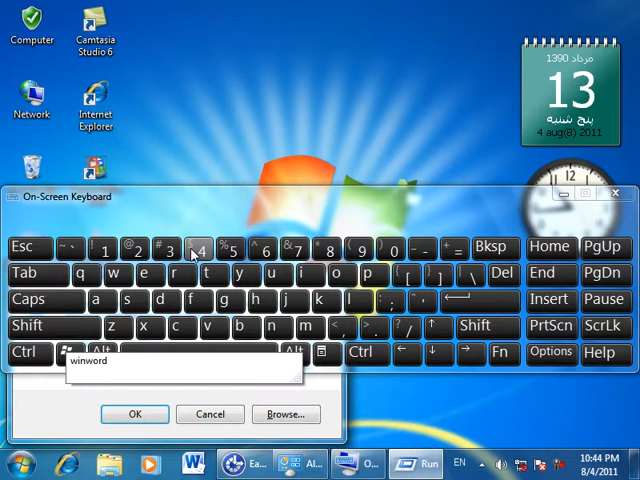 Computer
Camtasia
Studio 6
Network
Internet
Explorer
مرداد 1390
13
پنج شنبه
4 aug(8) 2011
12
On-Screen Keyboard
Esc ~ ` ! 1 @ 2 # 3 $ 4 % 5 ^ 6 & 7 * 8 ( 9 ) 0 _ - + = Bksp Home PgUp
Tab q w e r t y u i o p { [ } ] | \ Del End PgDn
Caps a s d f g h j k l : ; " ' Insert Pause
Shift z x c v b n m < , > . ? / ↑ Shift PrtScn ScrLk
Ctrl Alt Alt Ctrl ← ↓ → Fn Options Help
winword
OK Cancel Browse...
Ea... Al... O... Run EN 10:44 PM
8/4/2011